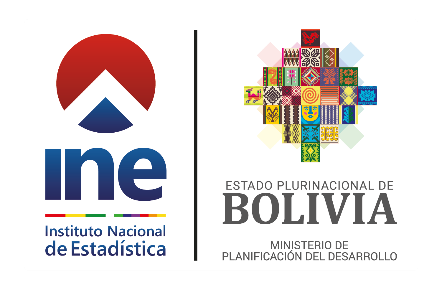 ine
Instituto Nacional
de Estadística
ESTADO PLURINACIONAL DE
BOLIVIA
MINISTERIO DE
PLANIFICACIÓN DEL DESARROLLO